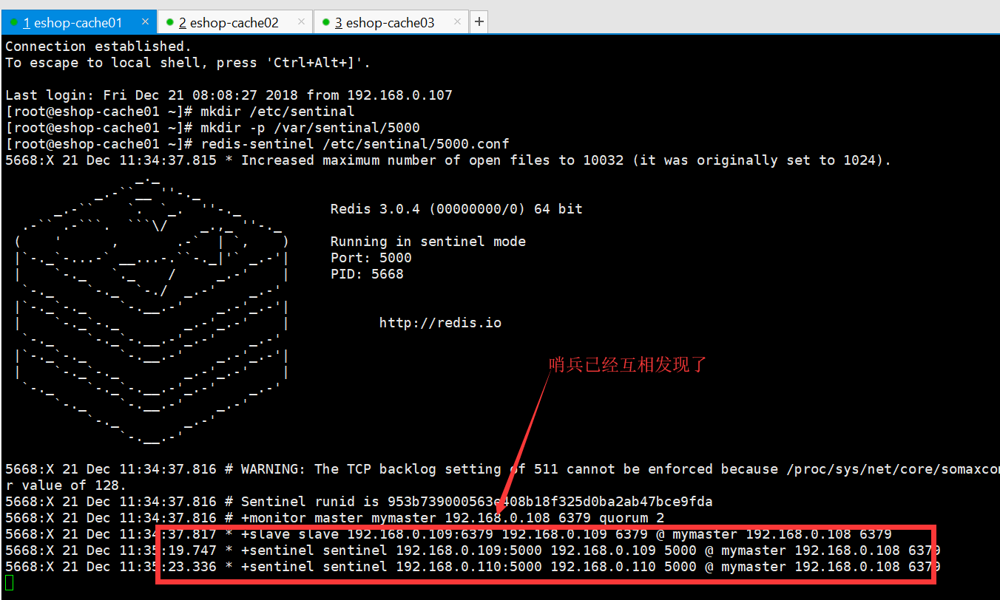 1 eshop-cache01 × 2 eshop-cache02 × 3 eshop-cache03 × +
Connection established.
To escape to local shell, press 'Ctrl+Alt+]'.
Last login: Fri Dec 21 08:08:27 2018 from 192.168.0.107
[root@eshop-cache01 ~]# mkdir /etc/sentinal
[root@eshop-cache01 ~]# mkdir -p /var/sentinal/5000
[root@eshop-cache01 ~]# redis-sentinel /etc/sentinal/5000.conf
5668:X 21 Dec 11:34:37.815 * Increased maximum number of open files to 10032 (it was originally set to 1024).
Redis 3.0.4 (00000000/0) 64 bit
Running in sentinel mode
Port: 5000
PID: 5668
http://redis.io
哨兵已经互相发现了
5668:X 21 Dec 11:34:37.816 # WARNING: The TCP backlog setting of 511 cannot be enforced because /proc/sys/net/core/somaxcon
r value of 128.
5668:X 21 Dec 11:34:37.816 # Sentinel runid is 953b739000563e408b18f325d0ba2ab47bce9fda
5668:X 21 Dec 11:34:37.816 # +monitor master mymaster 192.168.0.108 6379 quorum 2
5668:X 21 Dec 11:34:37.817 * +slave slave 192.168.0.109:6379 192.168.0.109 6379 @ mymaster 192.168.0.108 6379
5668:X 21 Dec 11:35:19.747 * +sentinel sentinel 192.168.0.109:5000 192.168.0.109 5000 @ mymaster 192.168.0.108 6379
5668:X 21 Dec 11:35:23.336 * +sentinel sentinel 192.168.0.110:5000 192.168.0.110 5000 @ mymaster 192.168.0.108 6379